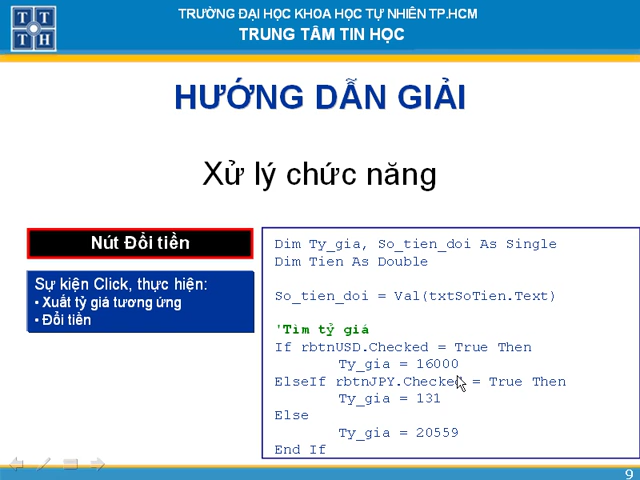 TRƯỜNG ĐẠI HỌC KHOA HỌC TỰ NHIÊN TP.HCM
TRUNG TÂM TIN HỌC
T T
T H
HƯỚNG DẪN GIẢI
Xử lý chức năng
Nút Đổi tiền
Sự kiện Click, thực hiện:
▪ Xuất tỷ giá tương ứng
▪ Đổi tiền
Dim Ty_gia, So_tien_doi As Single
Dim Tien As Double
So_tien_doi = Val(txtSoTien.Text)
'Tìm tỷ giá
If rbtnUSD.Checked = True Then
Ty_gia = 16000
ElseIf rbtnJPY.Checked = True Then
Ty_gia = 131
Else
Ty_gia = 20559
End If
9